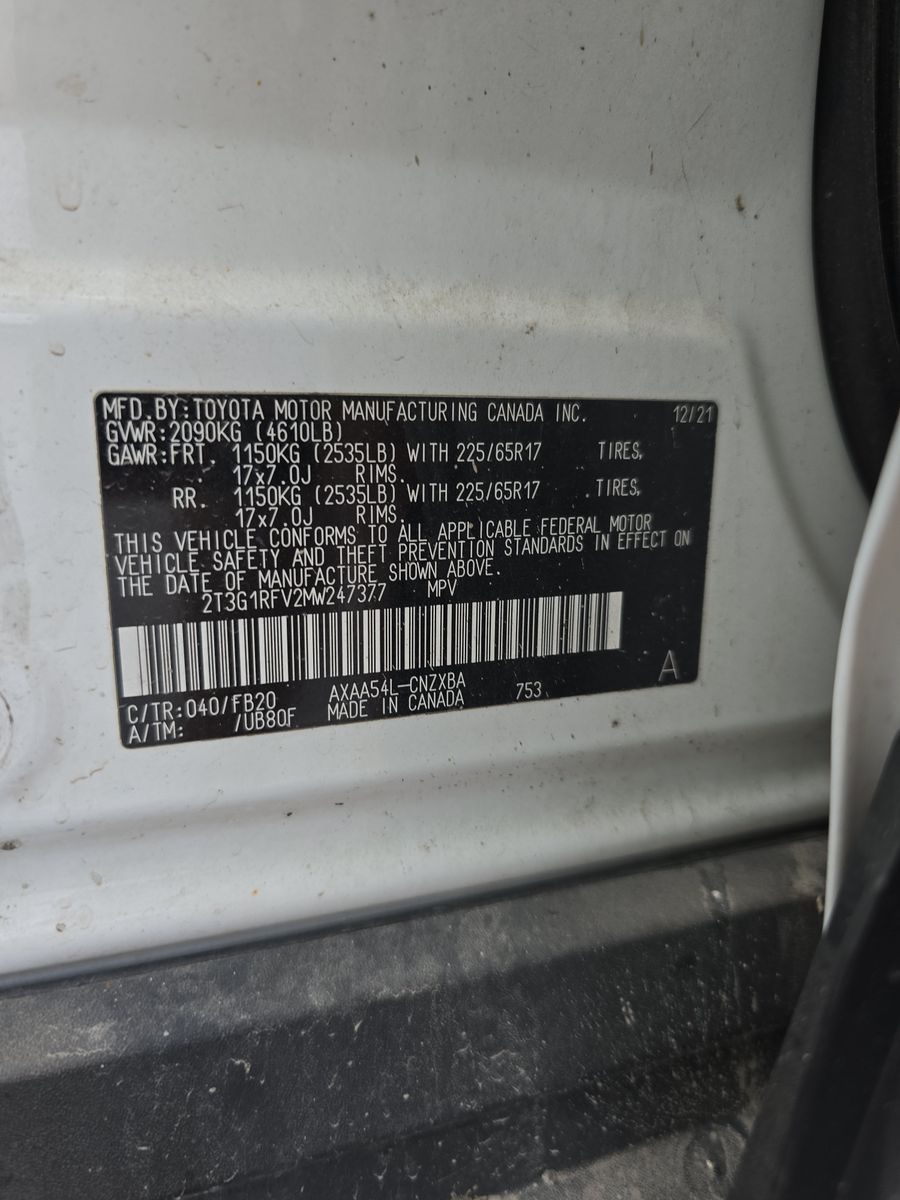 MFD.BY:TOYOTA MOTOR MANUFACTURING CANADA INC. 12/21
GVWR:2090KG (4610LB)
GAWR:FRT. 1150KG (2535LB) WITH 225/65R17 TIRES,
17x7.0J RIMS.
RR. 1150KG (2535LB) WITH 225/65R17 TIRES,
17x7.0J RIMS.
THIS VEHICLE CONFORMS TO ALL APPLICABLE FEDERAL MOTOR
VEHICLE SAFETY AND THEFT PREVENTION STANDARDS IN EFFECT ON
THE DATE OF MANUFACTURE SHOWN ABOVE.
2T3G1RFV2MW247377 MPV
A
C/TR:040/FB20 AXAA54L-CNZXBA 753
A/TM: /UB80F MADE IN CANADA